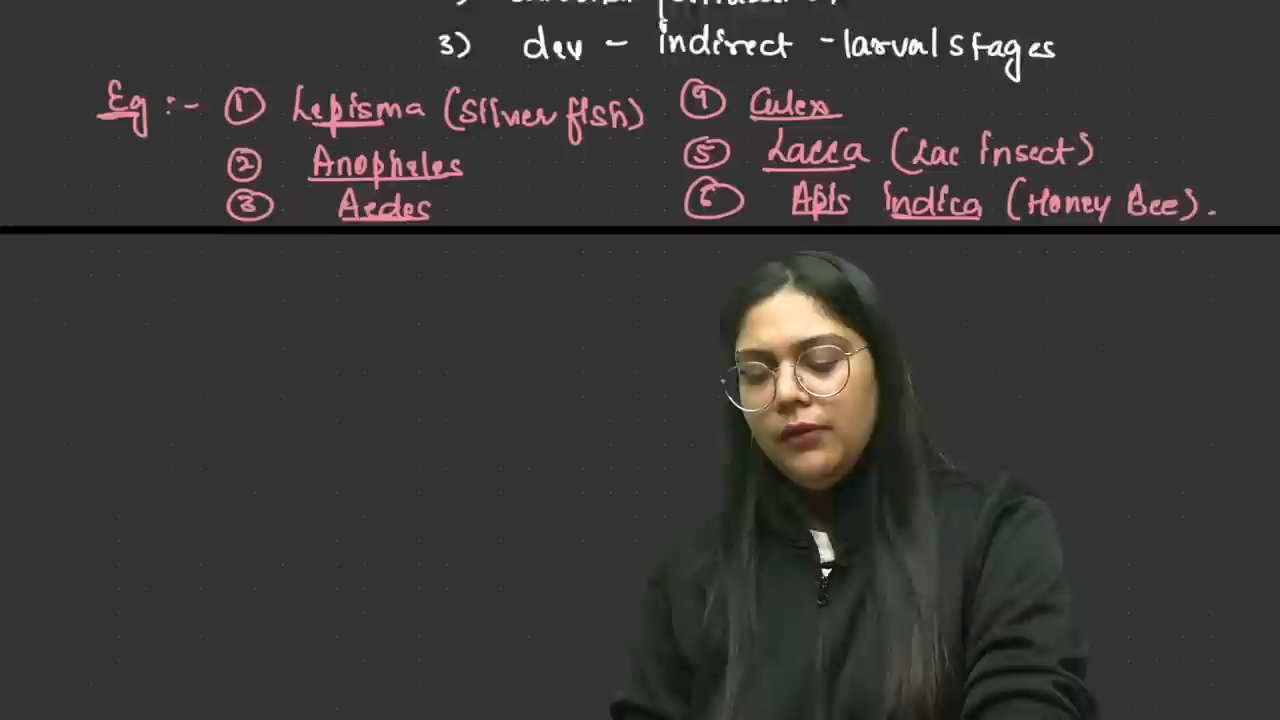 3) dev - indirect - larval stages
Eg :- ① Lepisma (Silver fish)
② Anopheles
③ Aedes
④ Culex
⑤ Lacca (Lac insect)
⑥ Apis indica (Honey Bee).